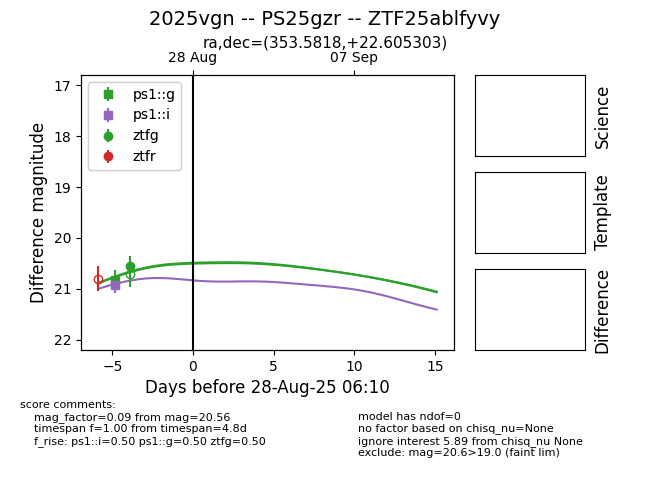 2025vgn -- PS25gzr -- ZTF25ablfyvy
ra,dec=(353.5818,+22.605303)
28 Aug
07 Sep
17
18
19
20
21
22
Difference magnitude
ps1::g
ps1::i
ztfg
ztfr
−5
0
5
10
15
Days before 28-Aug-25 06:10
Science
Template
Difference
score comments:
mag_factor=0.09 from mag=20.56
timespan f=1.00 from timespan=4.8d
f_rise: ps1::i=0.50 ps1::g=0.50 ztfg=0.50
model has ndof=0
no factor based on chisq_nu=None
ignore interest 5.89 from chisq_nu None
exclude: mag=20.6>19.0 (faint lim)